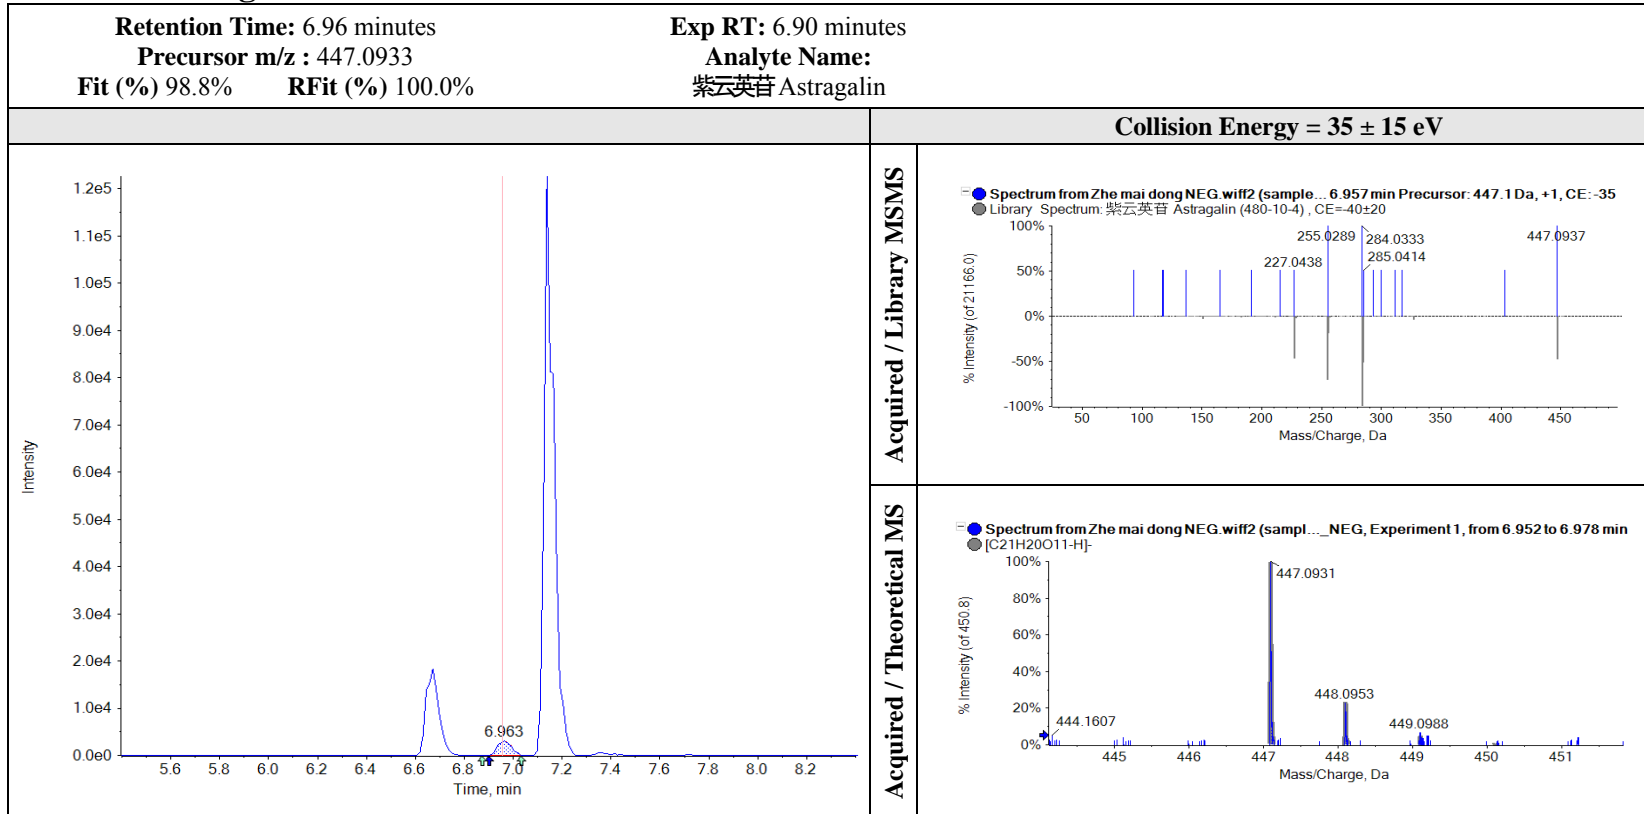 Retention Time: 6.96 minutes
Exp RT: 6.90 minutes
Precursor m/z : 447.0933
Analyte Name:
Fit (%) 98.8% RFit (%) 100.0%
紫云英苷 Astragalin
Collision Energy = 35 ± 15 eV
Intensity
1.2e5
1.1e5
1.0e5
9.0e4
8.0e4
7.0e4
6.0e4
5.0e4
4.0e4
3.0e4
2.0e4
1.0e4
0.0e0
6.963
5.6 5.8 6.0 6.2 6.4 6.6 6.8 7.0 7.2 7.4 7.6 7.8 8.0 8.2
Time, min
Acquired / Library MSMS
Spectrum from Zhe mai dong NEG.wiff2 (sample... 6.957 min Precursor: 447.1 Da, +1, CE: -35
Library Spectrum: 紫云英苷 Astragalin (480-10-4) , CE=-40±20
% Intensity (of 21166.0)
100%
50%
0%
-50%
-100%
255.0289
284.0333
447.0937
227.0438
285.0414
50 100 150 200 250 300 350 400 450
Mass/Charge, Da
Acquired / Theoretical MS
Spectrum from Zhe mai dong NEG.wiff2 (sampl..._NEG, Experiment 1, from 6.952 to 6.978 min
[C21H20O11-H]-
% Intensity (of 450.8)
100%
80%
60%
40%
20%
0%
447.0931
448.0953
444.1607
449.0988
445 446 447 448 449 450 451
Mass/Charge, Da